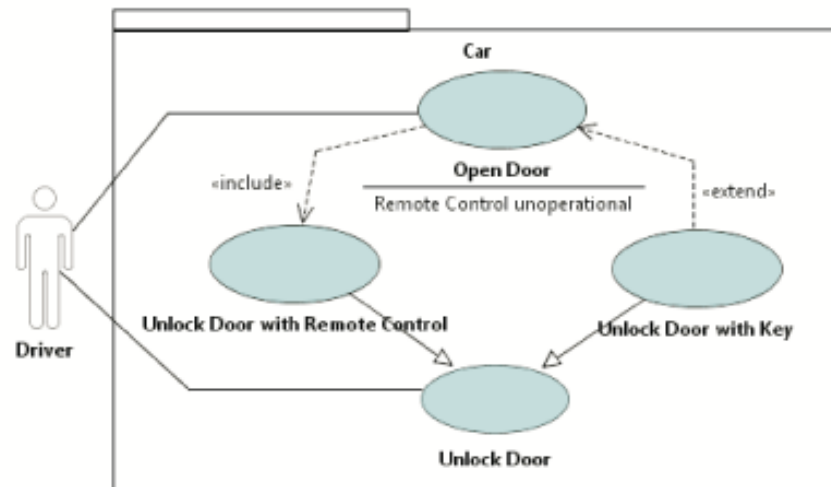 Car
Open Door
«include»
Remote Control unoperational
«extend»
Unlock Door with Remote Control
Unlock Door with Key
Driver
Unlock Door